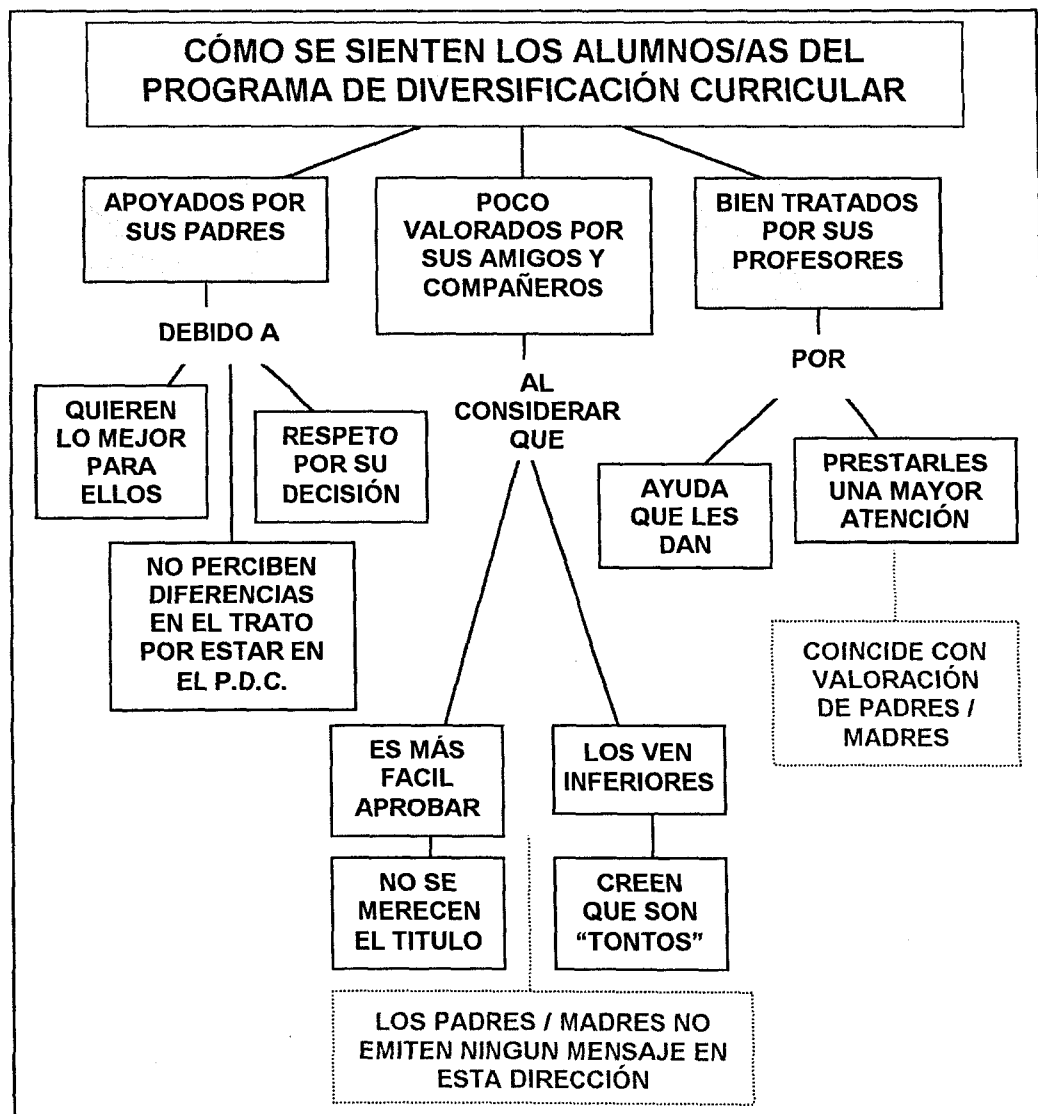 CÓMO SE SIENTEN LOS ALUMNOS/AS DEL
PROGRAMA DE DIVERSIFICACIÓN CURRICULAR
APOYADOS POR
SUS PADRES
POCO
VALORADOS POR
SUS AMIGOS Y
COMPAÑEROS
BIEN TRATADOS
POR SUS
PROFESORES
DEBIDO A
QUIEREN
LO MEJOR
PARA
ELLOS
RESPETO
POR SU
DECISIÓN
NO PERCIBEN
DIFERENCIAS
EN EL TRATO
POR ESTAR EN
EL P.D.C.
AL
CONSIDERAR
QUE
ES MÁS
FACIL
APROBAR
NO SE
MERECEN
EL TITULO
LOS VEN
INFERIORES
CREEN
QUE SON
“TONTOS”
LOS PADRES / MADRES NO
EMITEN NINGUN MENSAJE EN
ESTA DIRECCIÓN
POR
AYUDA
QUE LES
DAN
PRESTARLES
UNA MAYOR
ATENCIÓN
COINCIDE CON
VALORACIÓN
DE PADRES /
MADRES